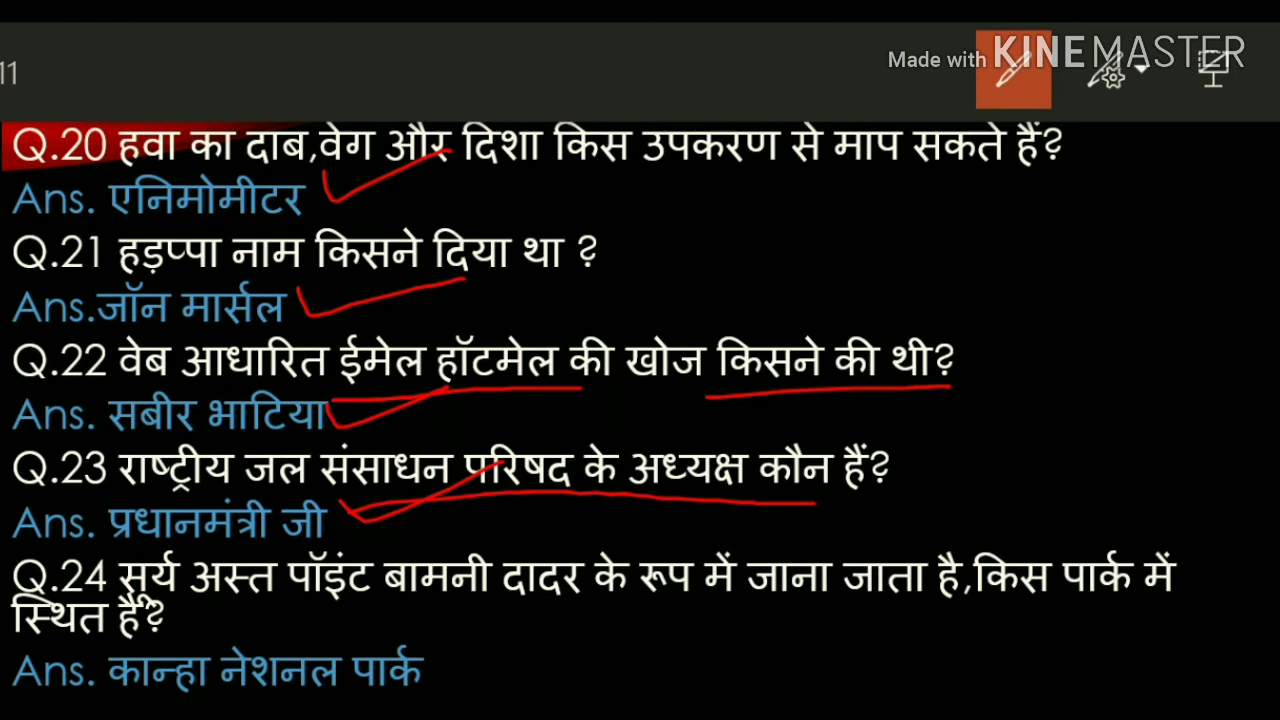 Made with KINEMASTER
11
Q.20 हवा का दाब,वेग और दिशा किस उपकरण से माप सकते हैं?
Ans. एनिमोमीटर
Q.21 हड़प्पा नाम किसने दिया था ?
Ans.जॉन मार्सल
Q.22 वेब आधारित ईमेल हॉटमेल की खोज किसने की थी?
Ans. सबीर भाटिया
Q.23 राष्ट्रीय जल संसाधन परिषद के अध्यक्ष कौन हैं?
Ans. प्रधानमंत्री जी
Q.24 सूर्य अस्त पॉइंट बामनी दादर के रूप में जाना जाता है,किस पार्क में
स्थित है?
Ans. कान्हा नेशनल पार्क